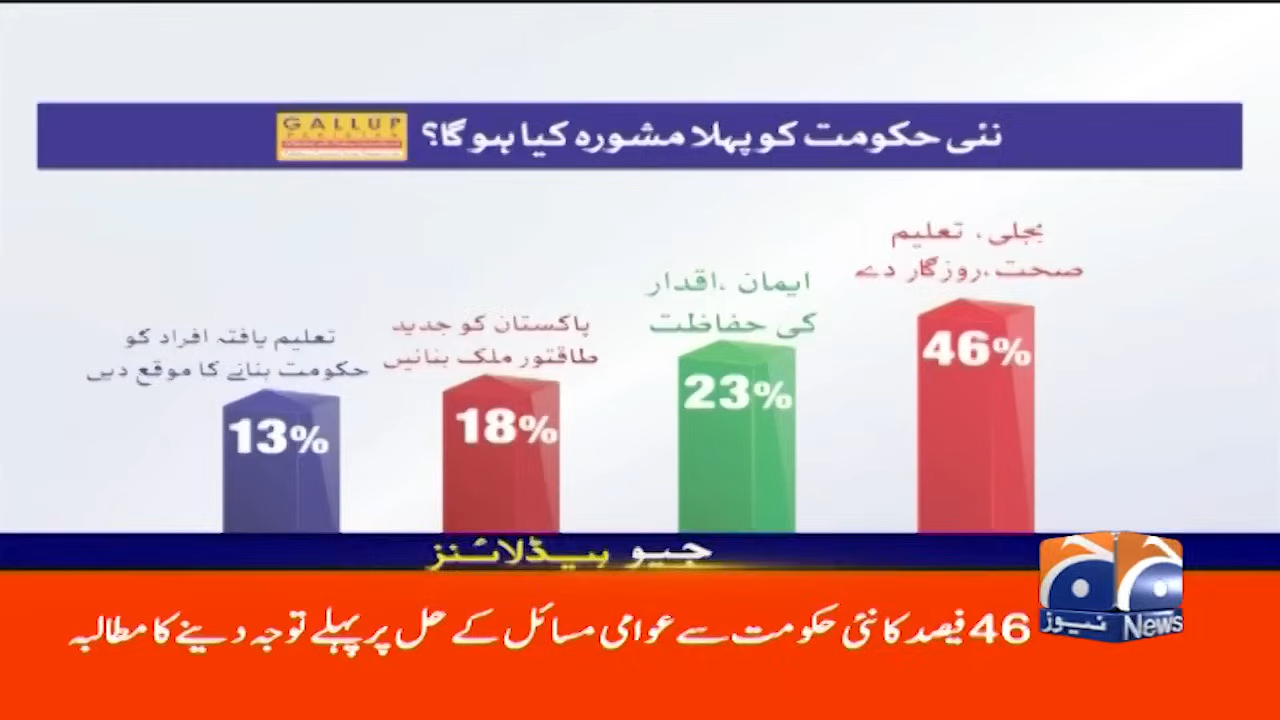 نئی حکومت کو پہلا مشورہ کیا ہو گا؟
GALLUP
PAKISTAN
بجلی، تعلیم
صحت،روزگار دے
46%
ایمان ،اقدار
کی حفاظت
23%
پاکستان کو جدید
طاقتور ملک بنائیں
18%
تعلیم یافتہ افراد کو
حکومت بنانے کا موقع دیں
13%
جیو ہیڈلائنز
46 فیصد کا نئی حکومت سے عوامی مسائل کے حل پر پہلے توجہ دینے کا مطالبہ
نیوز News